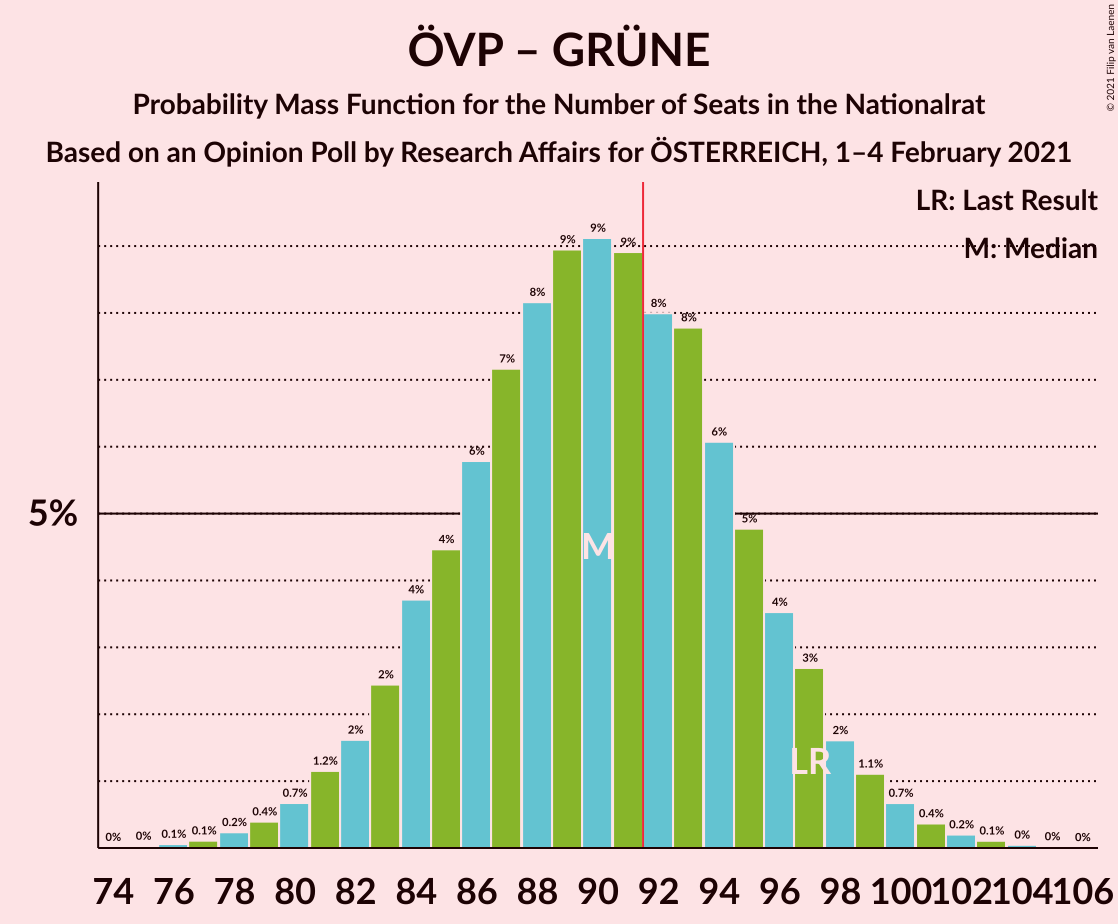 ÖVP – GRÜNE
Probability Mass Function for the Number of Seats in the Nationalrat
Based on an Opinion Poll by Research Affairs for ÖSTERREICH, 1–4 February 2021
© 2021 Filip van Laenen
LR: Last Result
M: Median
5%
0% 0% 0.1% 0.1% 0.2% 0.4% 0.7% 1.2% 2% 2% 4% 4% 6% 7% 8% 9% 9% 9% 8% 8% 6% 5% 4% 3% 2% 1.1% 0.7% 0.4% 0.2% 0.1% 0% 0% 0%
M
LR
74 76 78 80 82 84 86 88 90 92 94 96 98 100 102 104 106